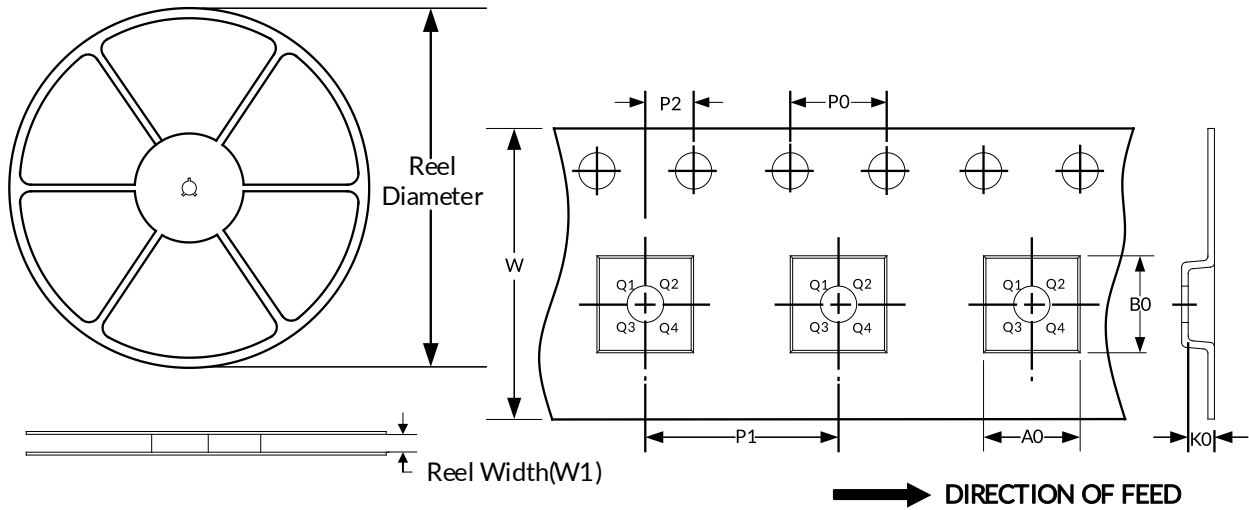 P2
P0
Reel
Diameter
W
Q1 Q2
Q3 Q4
Q1 Q2
Q3 Q4
Q1 Q2
Q3 Q4
B0
P1
A0
K0
Reel Width(W1)
DIRECTION OF FEED